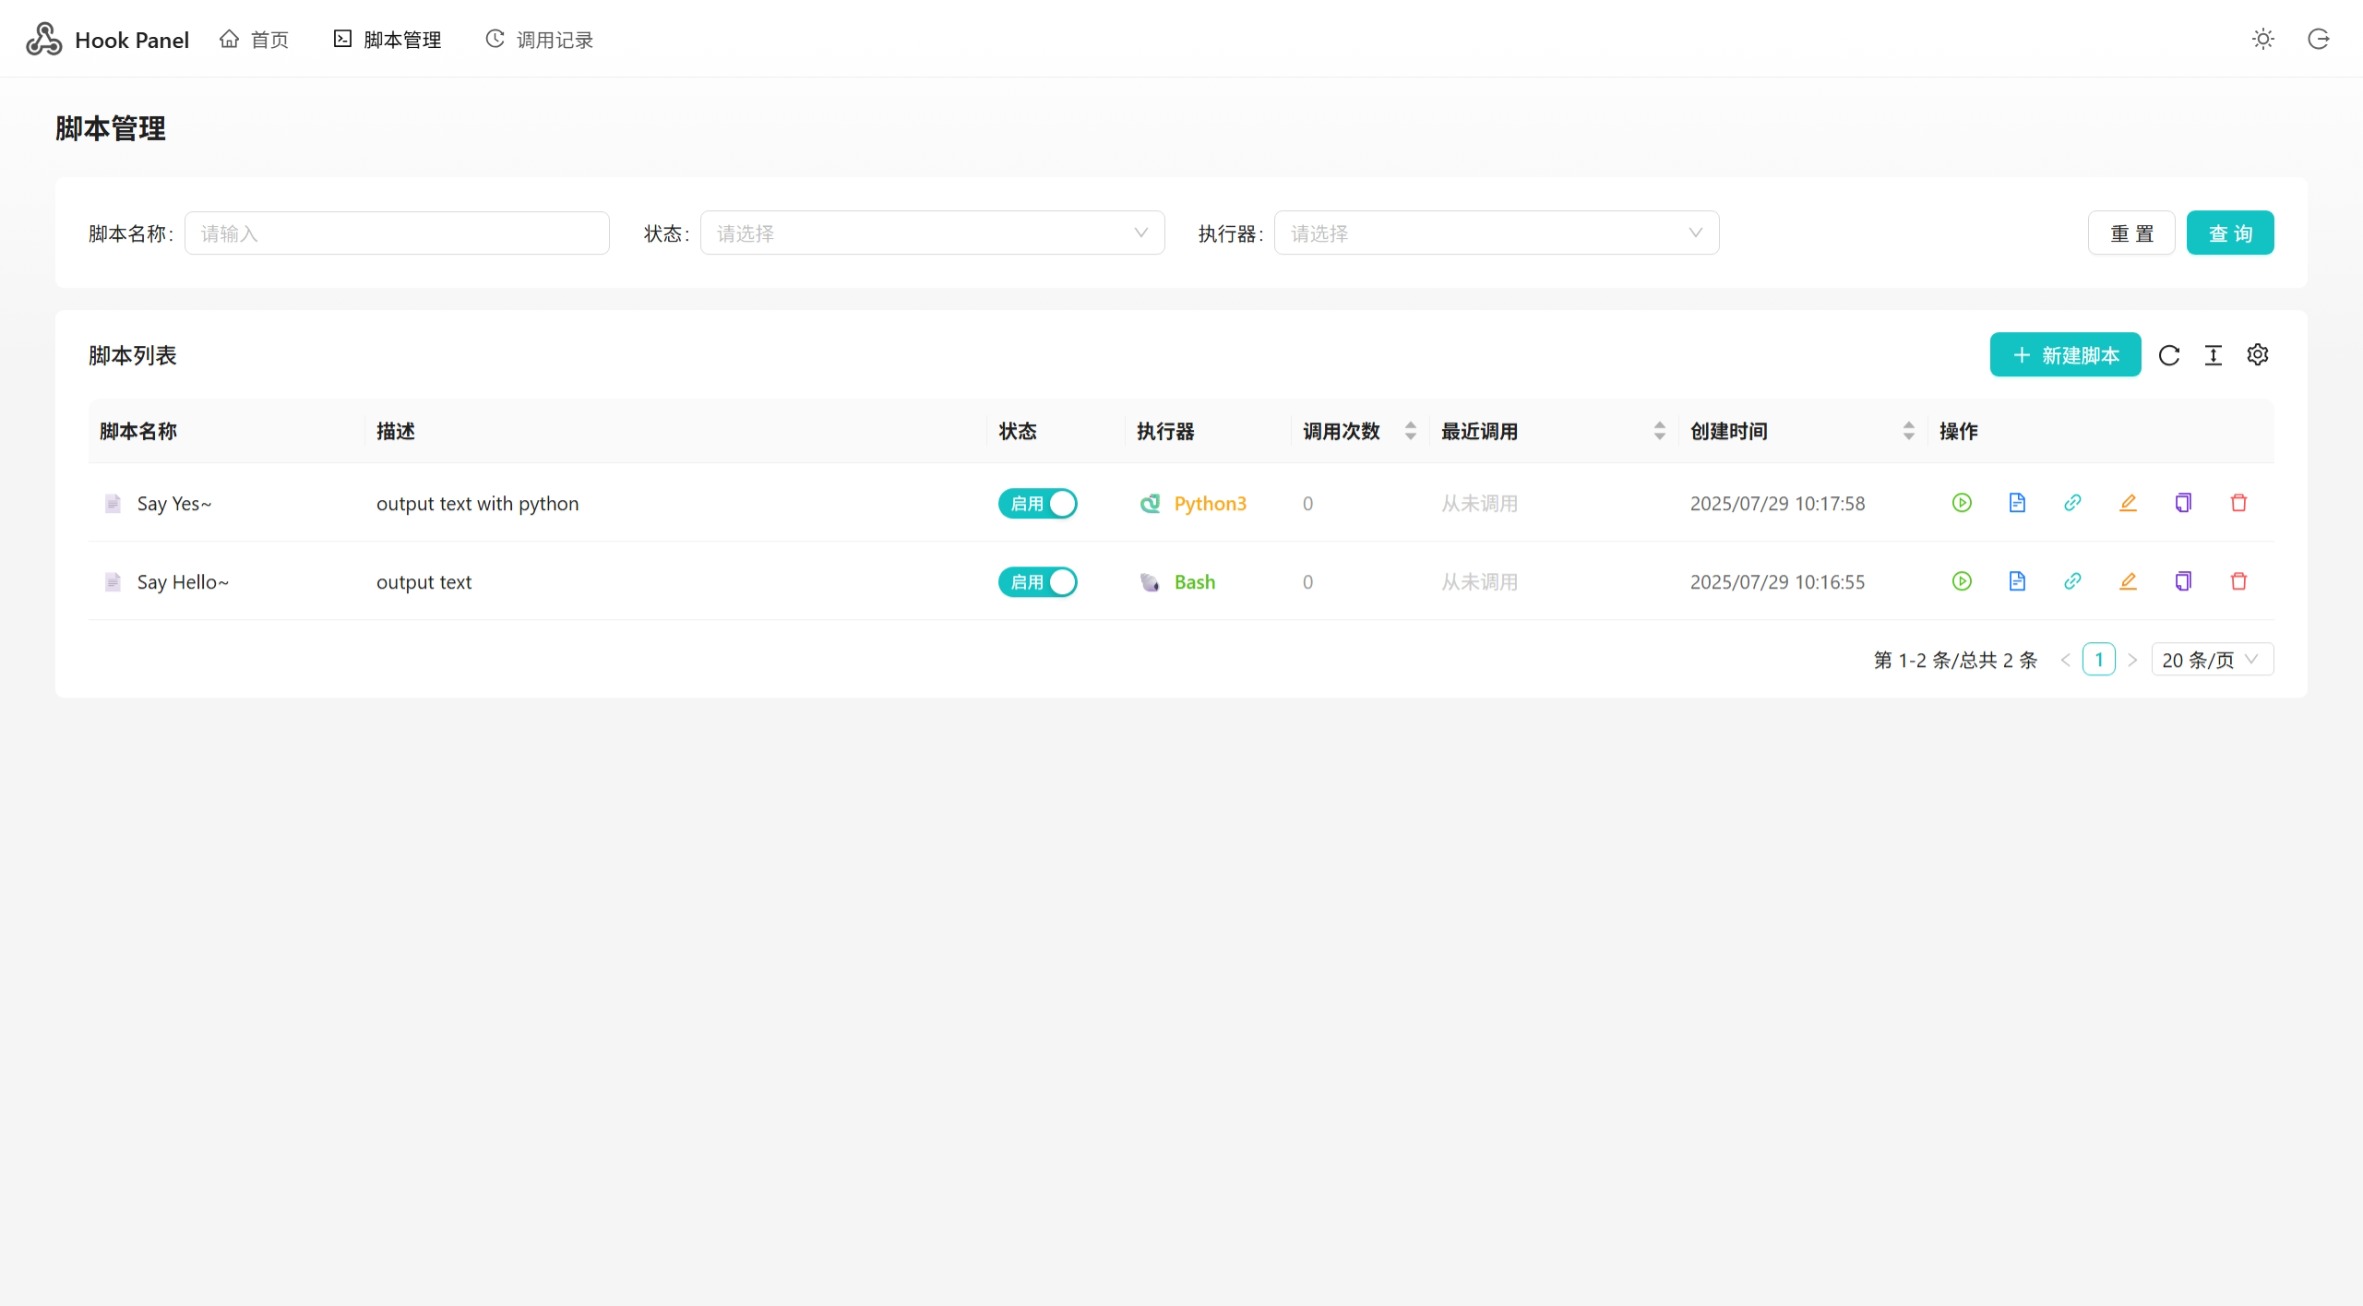 Hook Panel 首页 脚本管理 调用记录
脚本管理
脚本名称: 请输入 状态: 请选择 执行器: 请选择 重 置 查 询
脚本列表 新建脚本
脚本名称 描述 状态 执行器 调用次数 最近调用 创建时间 操作
Say Yes~ output text with python 启用 Python3 0 从未调用 2025/07/29 10:17:58
Say Hello~ output text 启用 Bash 0 从未调用 2025/07/29 10:16:55
第 1-2 条/总共 2 条 < 1 > 20 条/页